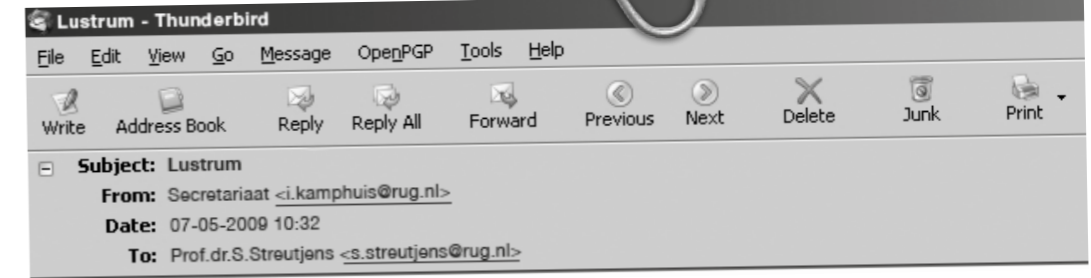 Lustrum - Thunderbird
File Edit View Go Message OpenPGP Tools Help
Write Address Book Reply Reply All Forward Previous Next Delete Junk Print
Subject: Lustrum
From: Secretariaat <i.kamphuis@rug.nl>
Date: 07-05-2009 10:32
To: Prof.dr.S.Streutjens <s.streutjens@rug.nl>